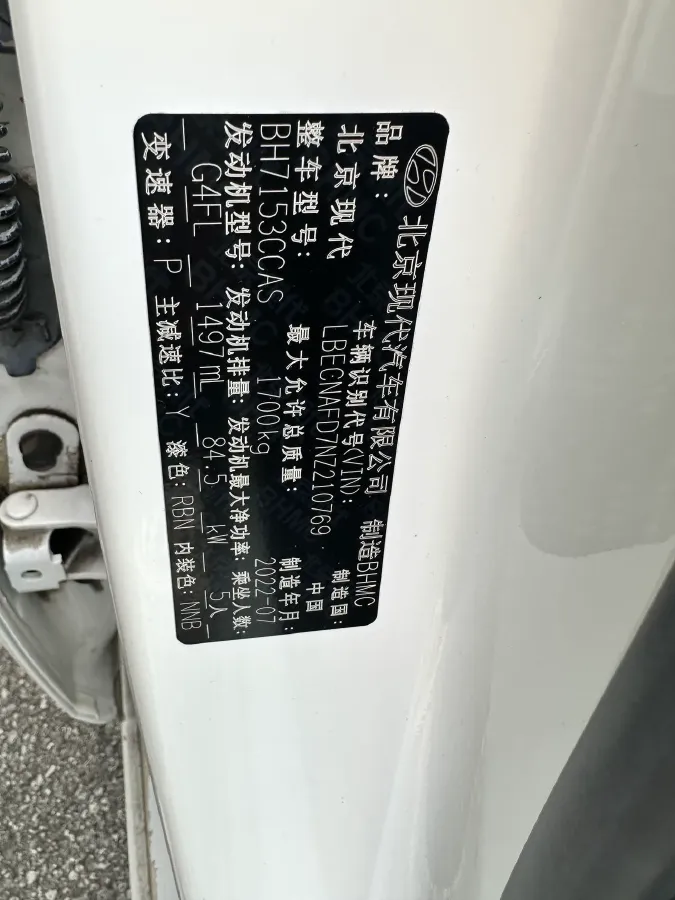 北京现代汽车有限公司 制造BHMC
品牌: 车辆识别代号(VIN): 制造国:
北京现代 LBECNAFD7NZ210769 中国
整车型号: 最大允许总质量: 制造年月:
BH7153CCAS 1700kg 2022-07
发动机型号: 发动机排量: 发动机最大净功率: 乘坐人数:
G4FL 1497ml 84.5 kW 5人
变速器: P 主减速比: Y 漆色: RBN 内装色: NNB